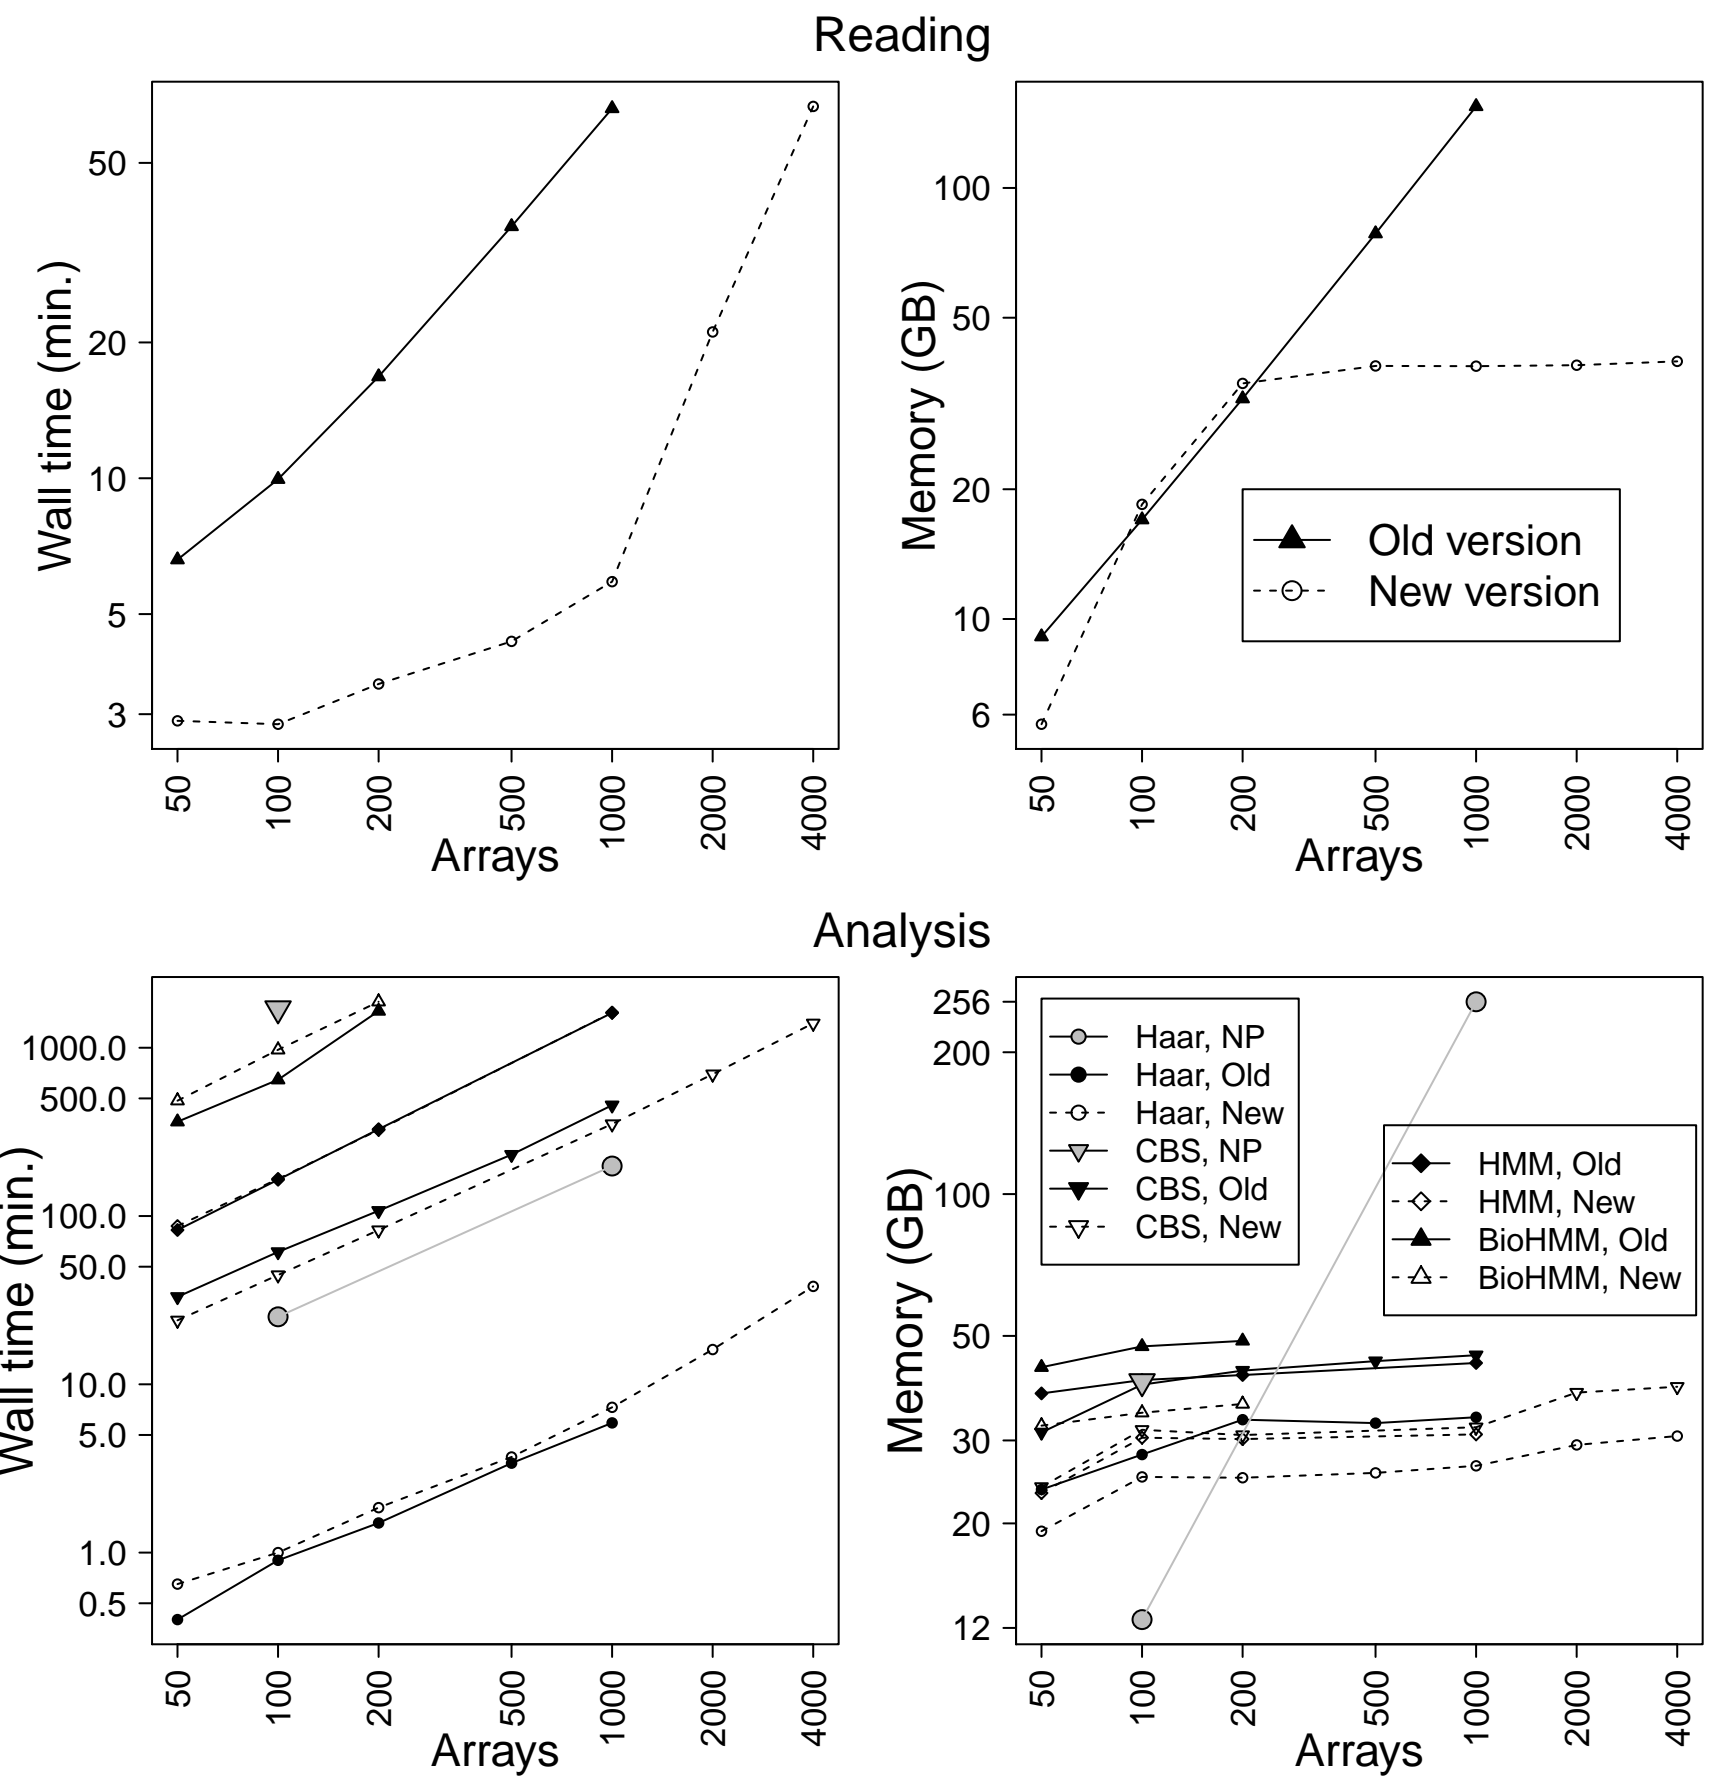 Reading
Wall time (min.)
50
20
10
5
3
50
100
200
500
1000
2000
4000
Arrays
Memory (GB)
100
50
20
10
6
Old version
New version
50
100
200
500
1000
2000
4000
Arrays
Analysis
Wall time (min.)
1000.0
500.0
100.0
50.0
10.0
5.0
1.0
0.5
50
100
200
500
1000
2000
4000
Arrays
Memory (GB)
256
200
100
50
30
20
12
Haar, NP
Haar, Old
Haar, New
CBS, NP
CBS, Old
CBS, New
HMM, Old
HMM, New
BioHMM, Old
BioHMM, New
50
100
200
500
1000
2000
4000
Arrays